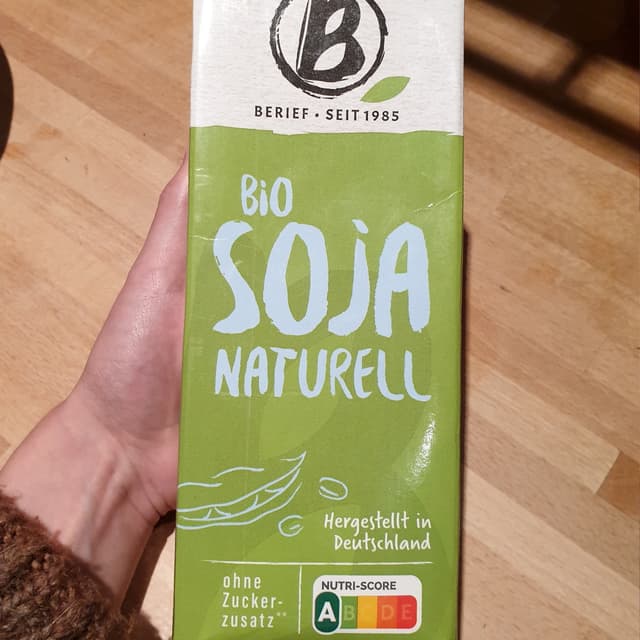 B
BERIEF • SEIT 1985
BiO
SOjA
NATURELL
Hergestellt in
Deutschland
ohne
Zucker-
zusatz**
NUTRI-SCORE
A B C D E